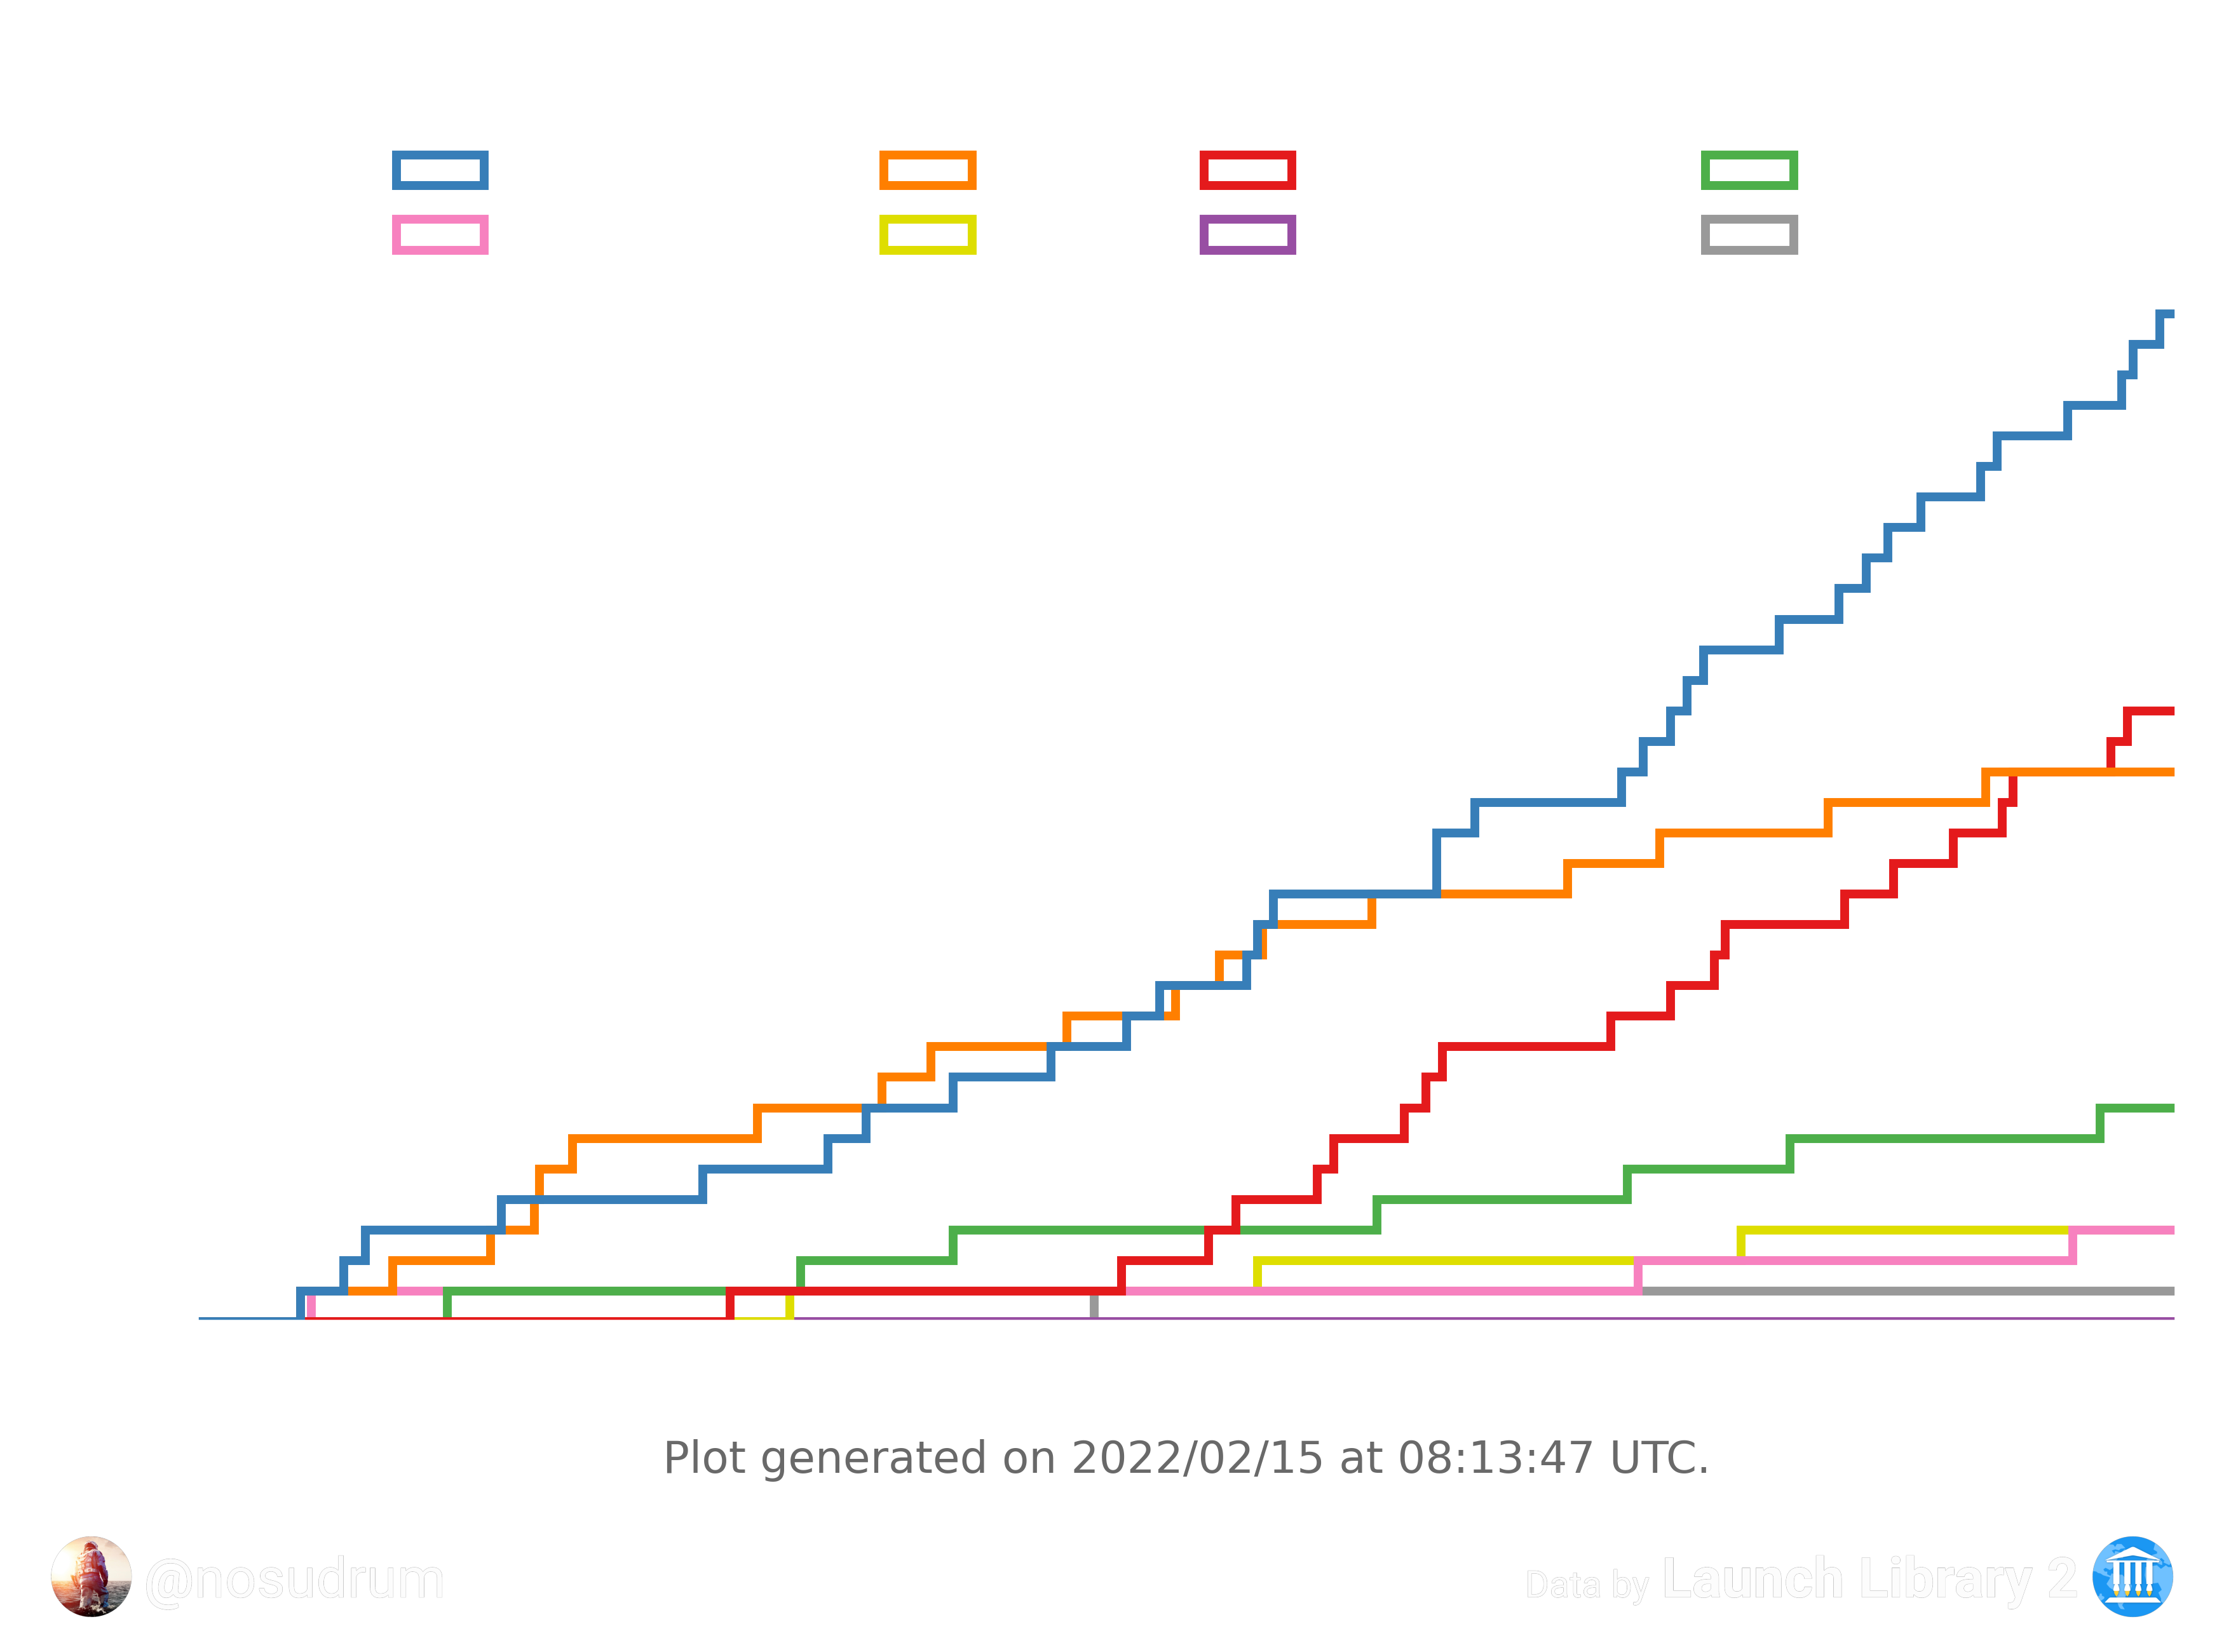 Plot generated on 2022/02/15 at 08:13:47 UTC.
@nosudrum
Data by Launch Library 2